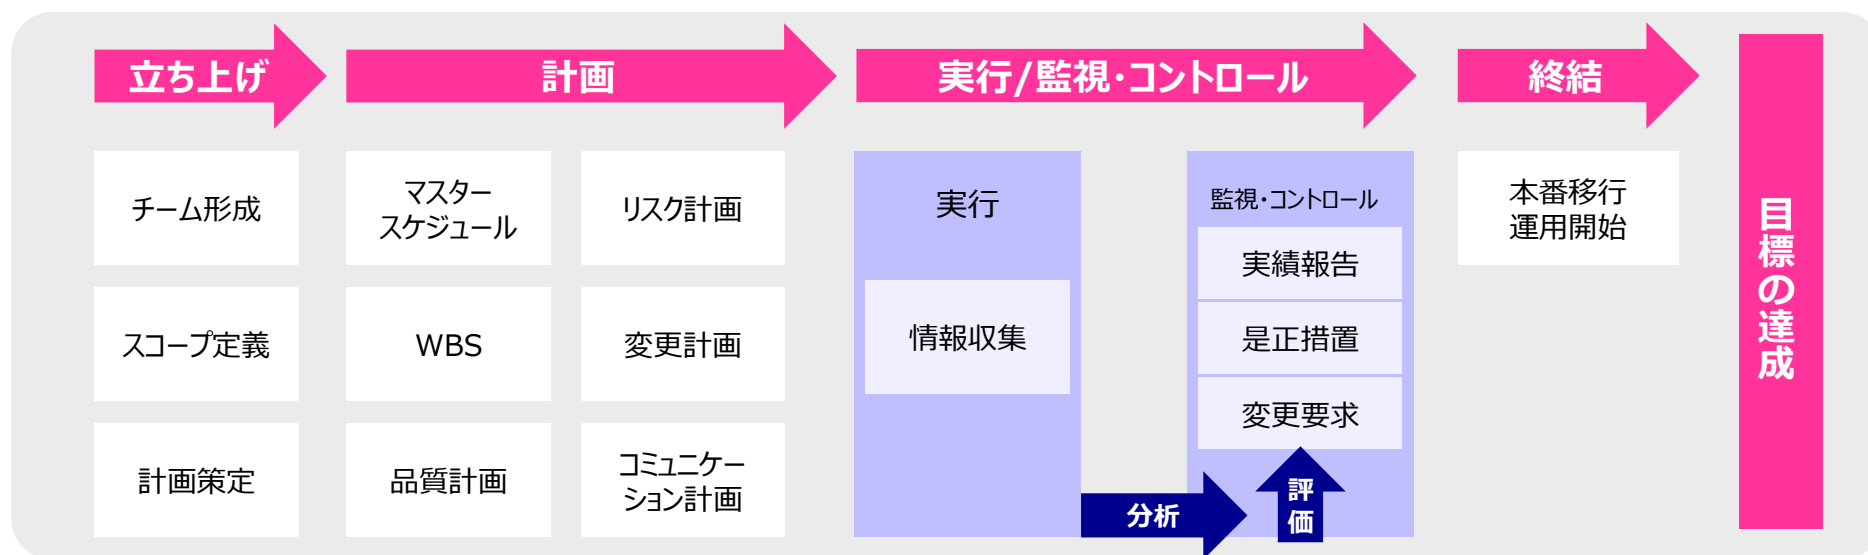 立ち上げ
計画
実行/監視・コントロール
終結
チーム形成
スコープ定義
計画策定
マスター
スケジュール
WBS
品質計画
リスク計画
変更計画
コミュニケー
ション計画
実行
情報収集
分析
監視・コントロール
実績報告
是正措置
変更要求
評価
本番移行
運用開始
目標の達成